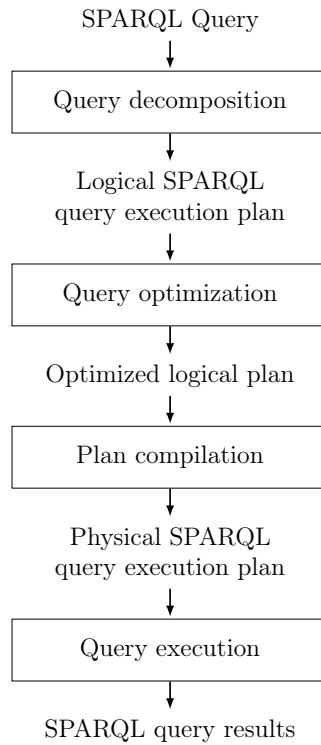 SPARQL Query
Query decomposition
Logical SPARQL
query execution plan
Query optimization
Optimized logical plan
Plan compilation
Physical SPARQL
query execution plan
Query execution
SPARQL query results